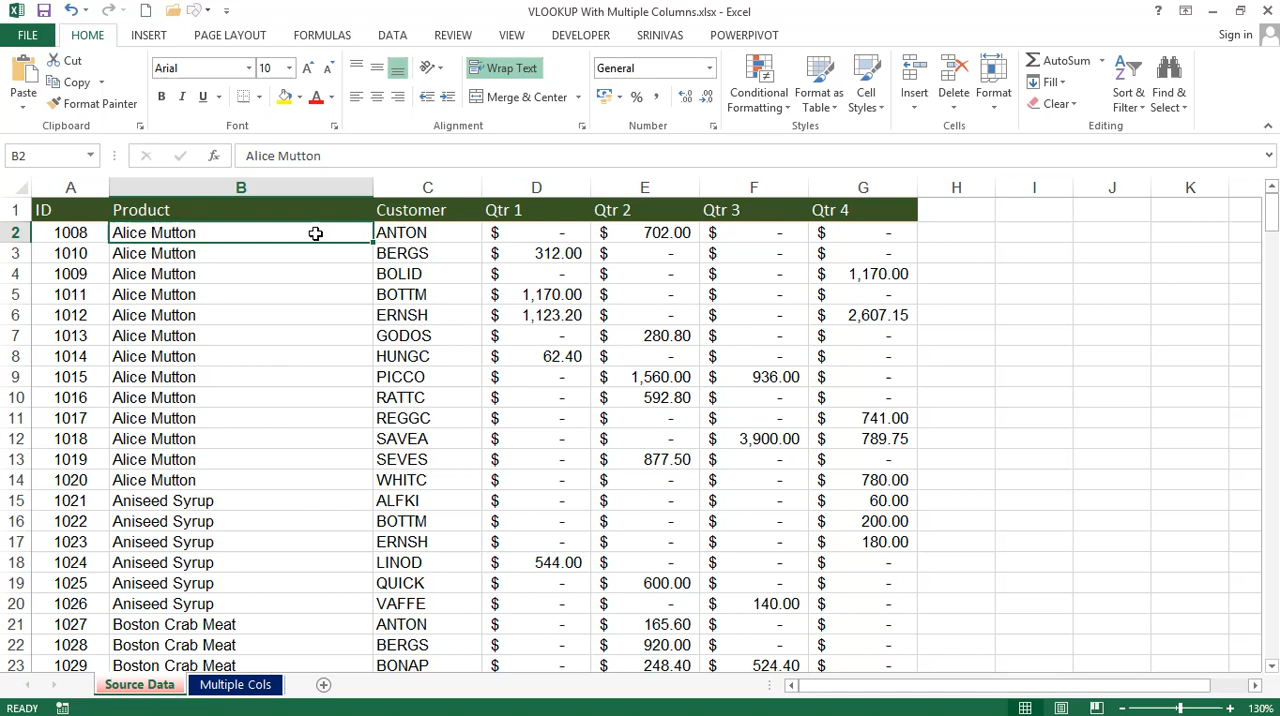 VLOOKUP With Multiple Columns.xlsx - Excel
?
FILE HOME INSERT PAGE LAYOUT FORMULAS DATA REVIEW VIEW DEVELOPER SRINIVAS POWERPIVOT Sign in
Paste
Cut
Copy
Format Painter
Clipboard
Arial 10
B I U
Font
Wrap Text
Merge & Center
Alignment
General
Number
Conditional Formatting
Format as Table
Cell Styles
Styles
Insert Delete Format
Cells
AutoSum
Fill
Clear
Sort & Filter
Find & Select
Editing
B2 fx Alice Mutton
A B C D E F G H I J K
1 ID Product Customer Qtr 1 Qtr 2 Qtr 3 Qtr 4
2 1008 Alice Mutton ANTON $ - $ 702.00 $ - $ -
3 1010 Alice Mutton BERGS $ 312.00 $ - $ - $ -
4 1009 Alice Mutton BOLID $ - $ - $ - $ 1,170.00
5 1011 Alice Mutton BOTTM $ 1,170.00 $ - $ - $ -
6 1012 Alice Mutton ERNSH $ 1,123.20 $ - $ - $ 2,607.15
7 1013 Alice Mutton GODOS $ - $ 280.80 $ - $ -
8 1014 Alice Mutton HUNGC $ 62.40 $ - $ - $ -
9 1015 Alice Mutton PICCO $ - $ 1,560.00 $ 936.00 $ -
10 1016 Alice Mutton RATTC $ - $ 592.80 $ - $ -
11 1017 Alice Mutton REGGC $ - $ - $ - $ 741.00
12 1018 Alice Mutton SAVEA $ - $ - $ 3,900.00 $ 789.75
13 1019 Alice Mutton SEVES $ - $ 877.50 $ - $ -
14 1020 Alice Mutton WHITC $ - $ - $ - $ 780.00
15 1021 Aniseed Syrup ALFKI $ - $ - $ - $ 60.00
16 1022 Aniseed Syrup BOTTM $ - $ - $ - $ 200.00
17 1023 Aniseed Syrup ERNSH $ - $ - $ - $ 180.00
18 1024 Aniseed Syrup LINOD $ 544.00 $ - $ - $ -
19 1025 Aniseed Syrup QUICK $ - $ 600.00 $ - $ -
20 1026 Aniseed Syrup VAFFE $ - $ - $ 140.00 $ -
21 1027 Boston Crab Meat ANTON $ - $ 165.60 $ - $ -
22 1028 Boston Crab Meat BERGS $ - $ 920.00 $ - $ -
23 1029 Boston Crab Meat BONAP $ - $ 248.40 $ 524.40 $ -
Source Data Multiple Cols
READY 130%